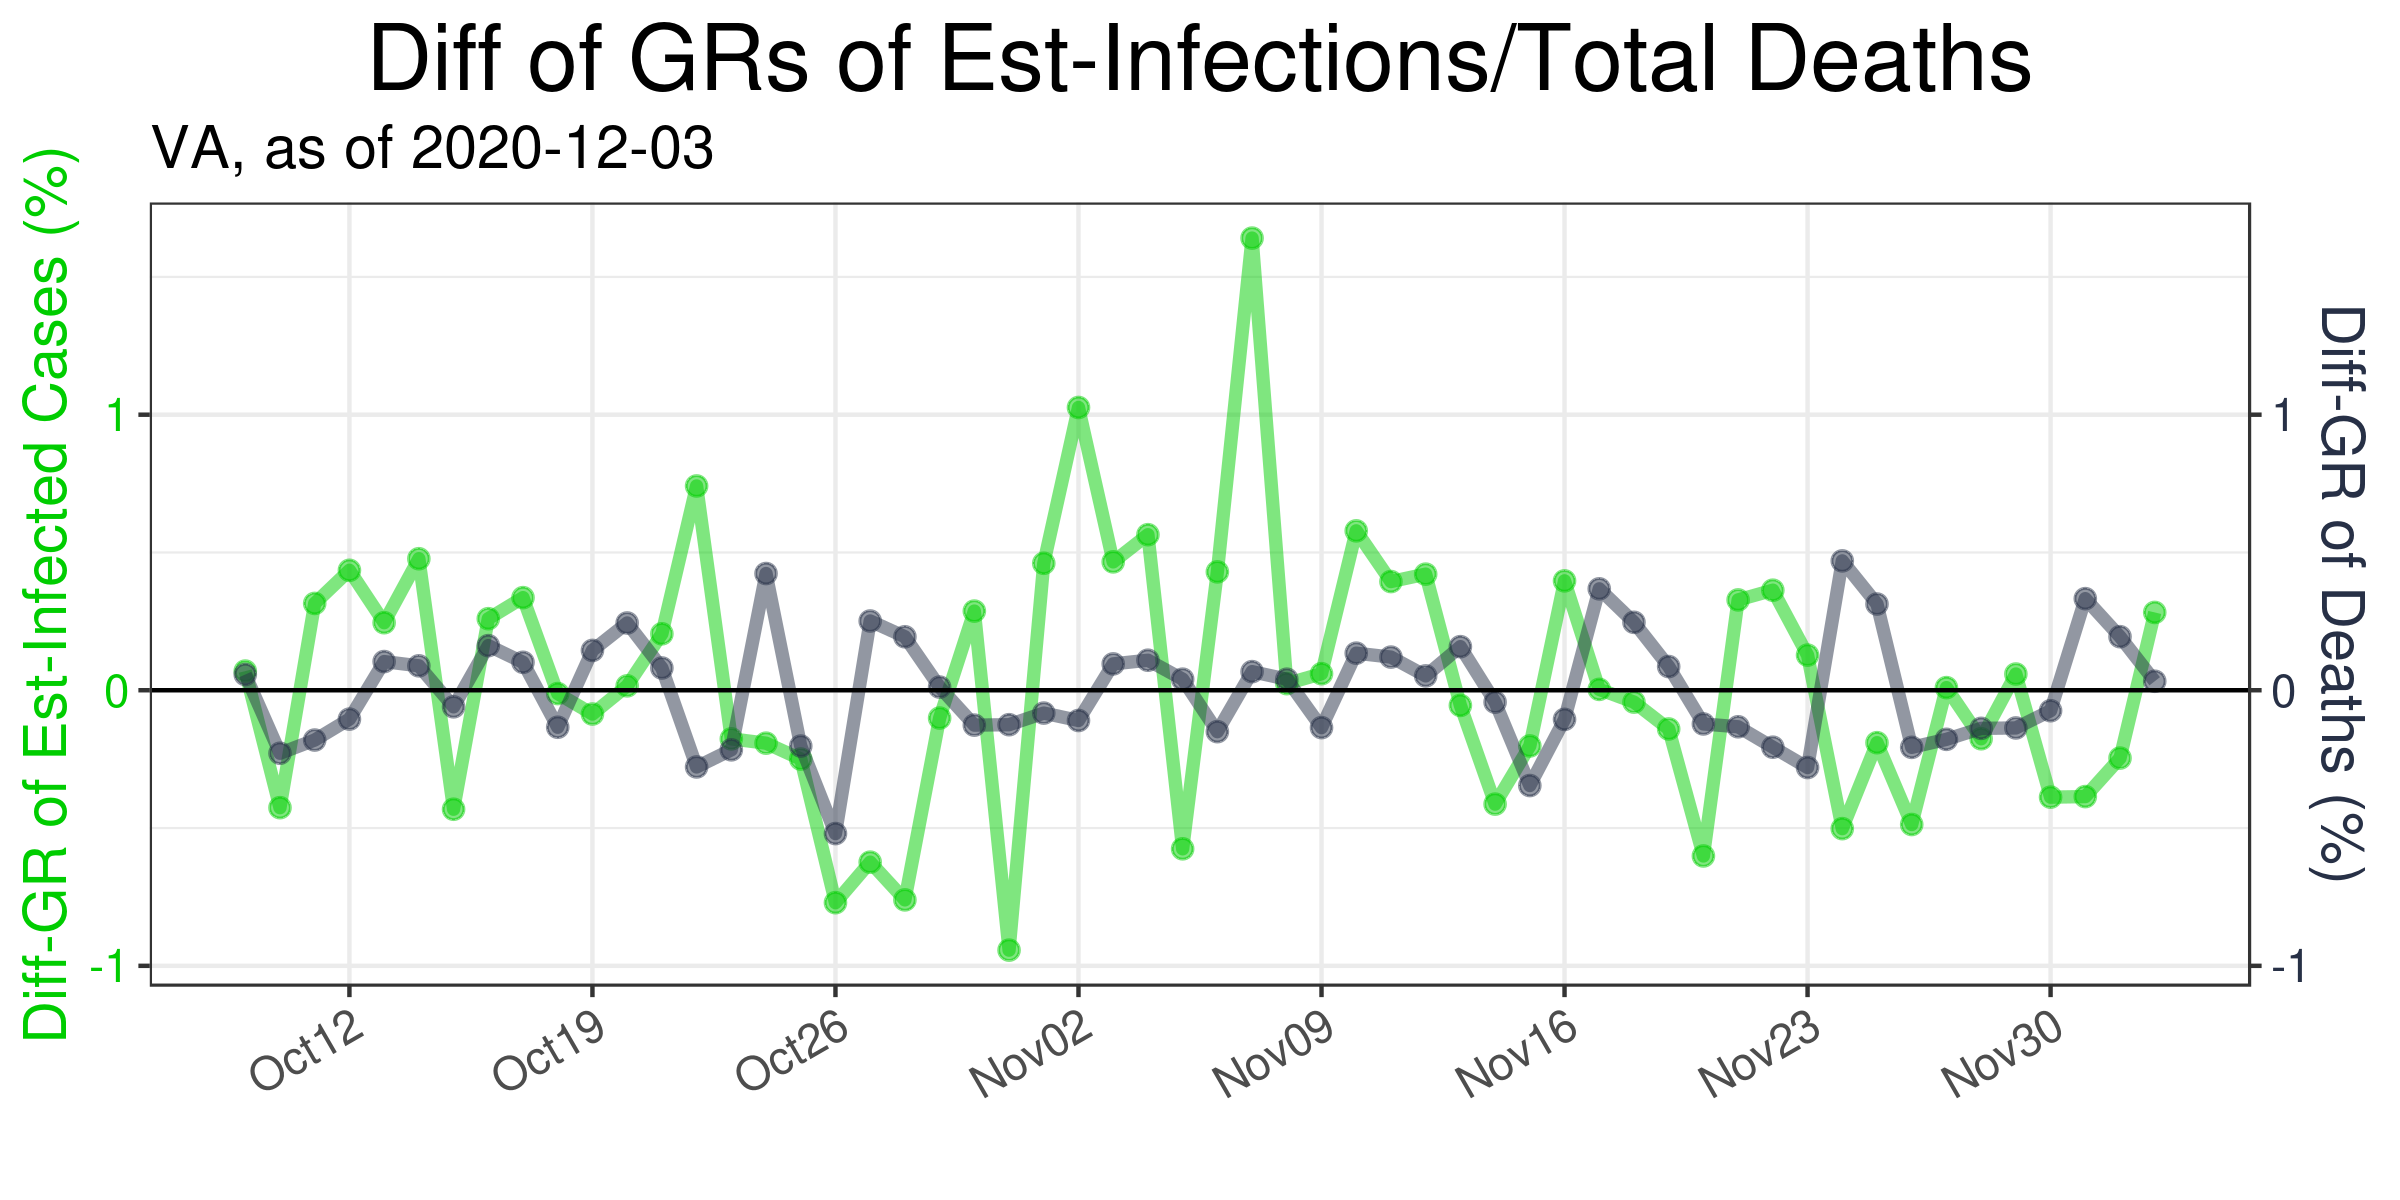 Diff of GRs of Est-Infections/Total Deaths
VA, as of 2020-12-03
Diff-GR of Est-Infected Cases (%)
1
0
-1
1
0
-1
Diff-GR of Deaths (%)
Oct12
Oct19
Oct26
Nov02
Nov09
Nov16
Nov23
Nov30